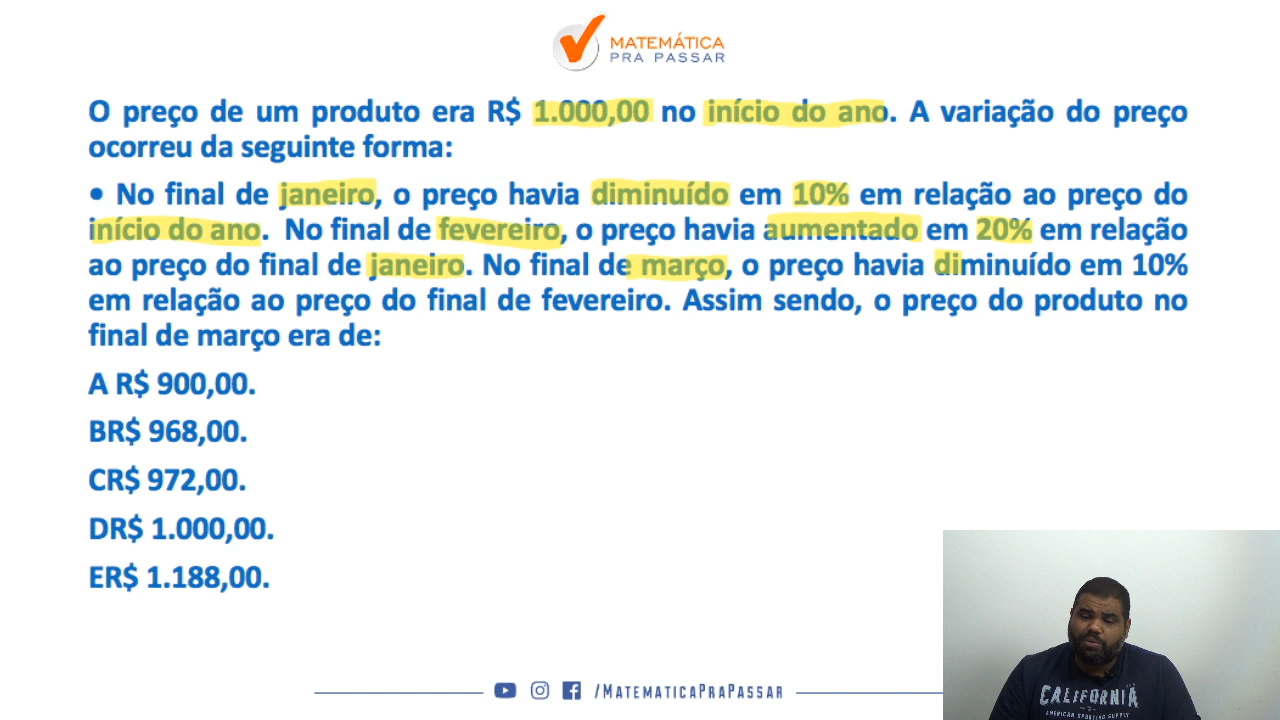 MATEMÁTICA
PRA PASSAR
O preço de um produto era R$ 1.000,00 no início do ano. A variação do preço
ocorreu da seguinte forma:
• No final de janeiro, o preço havia diminuído em 10% em relação ao preço do
início do ano. No final de fevereiro, o preço havia aumentado em 20% em relação
ao preço do final de janeiro. No final de março, o preço havia diminuído em 10%
em relação ao preço do final de fevereiro. Assim sendo, o preço do produto no
final de março era de:
A R$ 900,00.
BR$ 968,00.
CR$ 972,00.
DR$ 1.000,00.
ER$ 1.188,00.
/MATEMATICAPRAPASSAR
CALIFORNIA
AMERICAN SPORTING SUPPLY